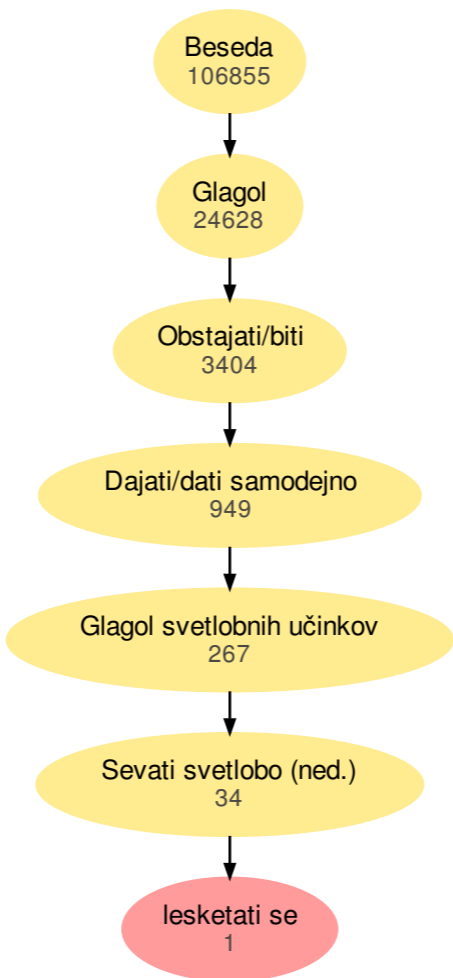 Beseda
106855
Glagol
24628
Obstajati/biti
3404
Dajati/dati samodejno
949
Glagol svetlobnih učinkov
267
Sevati svetlobo (ned.)
34
lesketati se
1